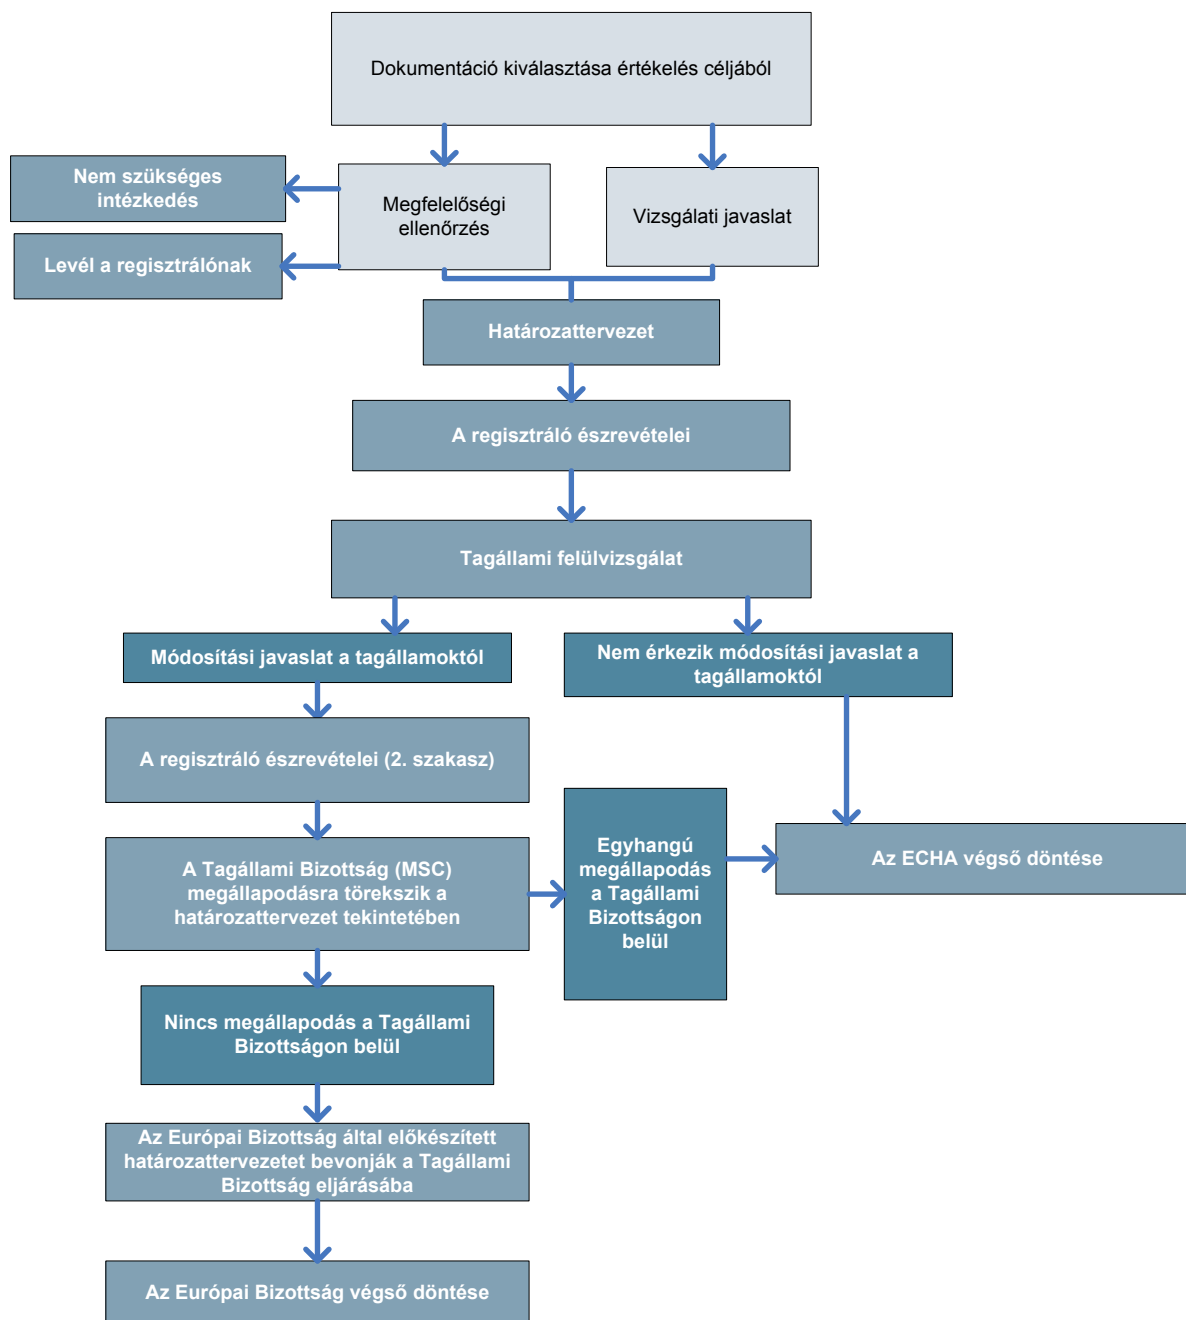 Dokumentáció kiválasztása értékelés céljából
Nem szükséges
intézkedés
Megfelelőségi
ellenőrzés
Vizsgálati javaslat
Levél a regisztrálónak
Határozattervezet
A regisztráló észrevételei
Tagállami felülvizsgálat
Módosítási javaslat a tagállamoktól
Nem érkezik módosítási javaslat a
tagállamoktól
A regisztráló észrevételei (2. szakasz)
A Tagállami Bizottság (MSC)
megállapodásra törekszik a
határozattervezet tekintetében
Egyhangú
megállapodás
a Tagállami
Bizottságon
belül
Az ECHA végső döntése
Nincs megállapodás a Tagállami
Bizottságon belül
Az Európai Bizottság által előkészített
határozattervezetet bevonják a Tagállami
Bizottság eljárásába
Az Európai Bizottság végső döntése